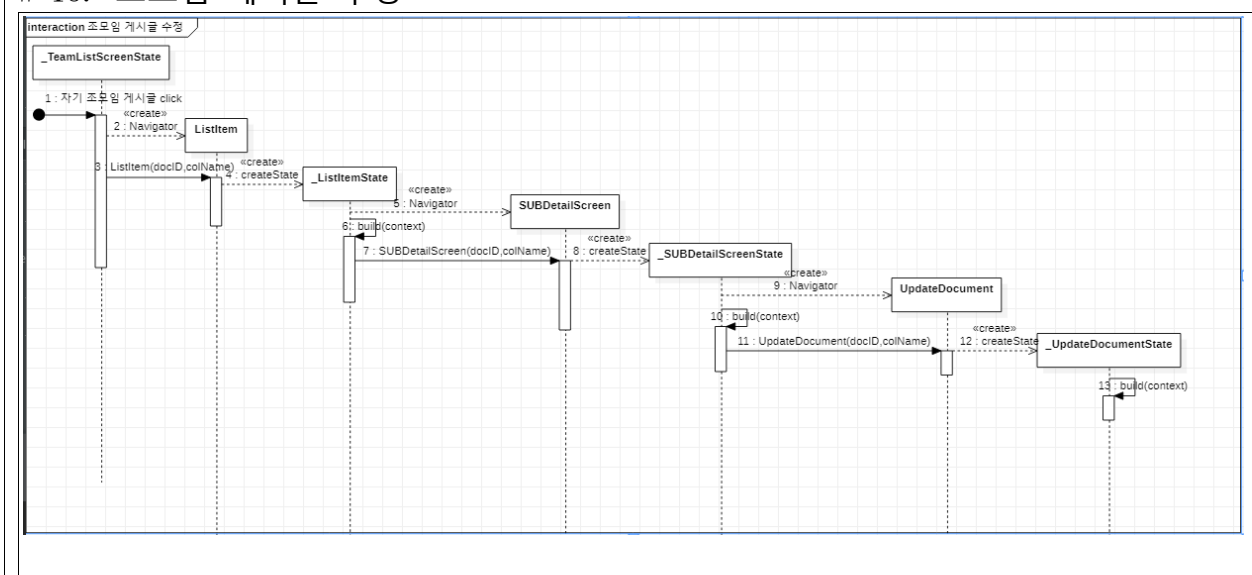 interaction 조모임 게시글 수정
_TeamListScreenState
1 : 자기 조모임 게시글 click
«create»
2 : Navigator
ListItem
3 : ListItem(docID,colName)
«create»
4 : createState
_ListItemState
«create»
5 : Navigator
SUBDetailScreen
6 : build(context)
7 : SUBDetailScreen(docID,colName)
«create»
8 : createState
_SUBDetailScreenState
«create»
9 : Navigator
UpdateDocument
10 : build(context)
11 : UpdateDocument(docID,colName)
«create»
12 : createState
_UpdateDocumentState
13 : build(context)